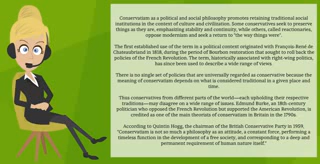 Conservatism as a political and social philosophy promotes retaining traditional social
institutions in the context of culture and civilisation. Some conservatives seek to preserve
things as they are, emphasizing stability and continuity, while others, called reactionaries,
oppose modernism and seek a return to "the way things were".
The first established use of the term in a political context originated with François-René de
Chateaubriand in 1818, during the period of Bourbon restoration that sought to roll back the
policies of the French Revolution. The term, historically associated with right-wing politics,
has since been used to describe a wide range of views.
There is no single set of policies that are universally regarded as conservative because the
meaning of conservatism depends on what is considered traditional in a given place and
time.
Thus conservatives from different parts of the world—each upholding their respective
traditions—may disagree on a wide range of issues. Edmund Burke, an 18th-century
politician who opposed the French Revolution but supported the American Revolution, is
credited as one of the main theorists of conservatism in Britain in the 1790s.
According to Quintin Hogg, the chairman of the British Conservative Party in 1959,
"Conservatism is not so much a philosophy as an attitude, a constant force, performing a
timeless function in the development of a free society, and corresponding to a deep and
permanent requirement of human nature itself."